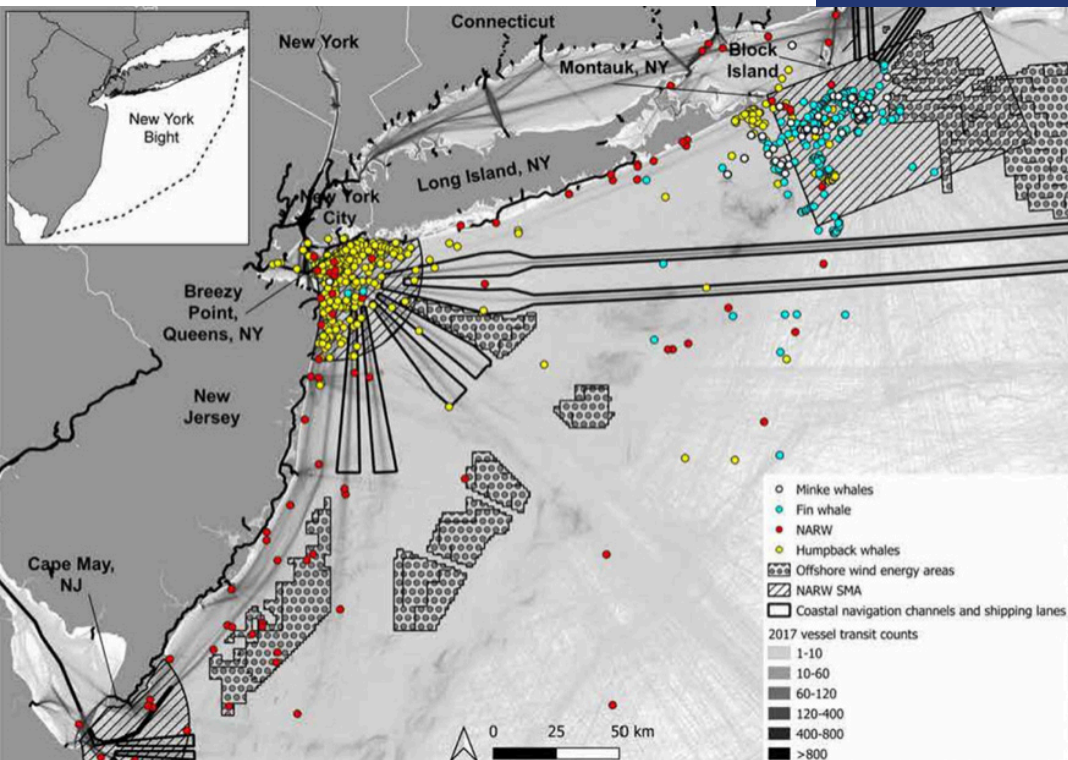 Connecticut
New York
Block
Island
Montauk, NY
New York
Bight
Long Island, NY
New York
City
Breezy
Point,
Queens, NY
New
Jersey
Cape May,
NJ
Minke whales
Fin whale
NARW
Humpback whales
Offshore wind energy areas
NARW SMA
Coastal navigation channels and shipping lanes
2017 vessel transit counts
1-10
10-60
60-120
120-400
400-800
>800
0 25 50 km